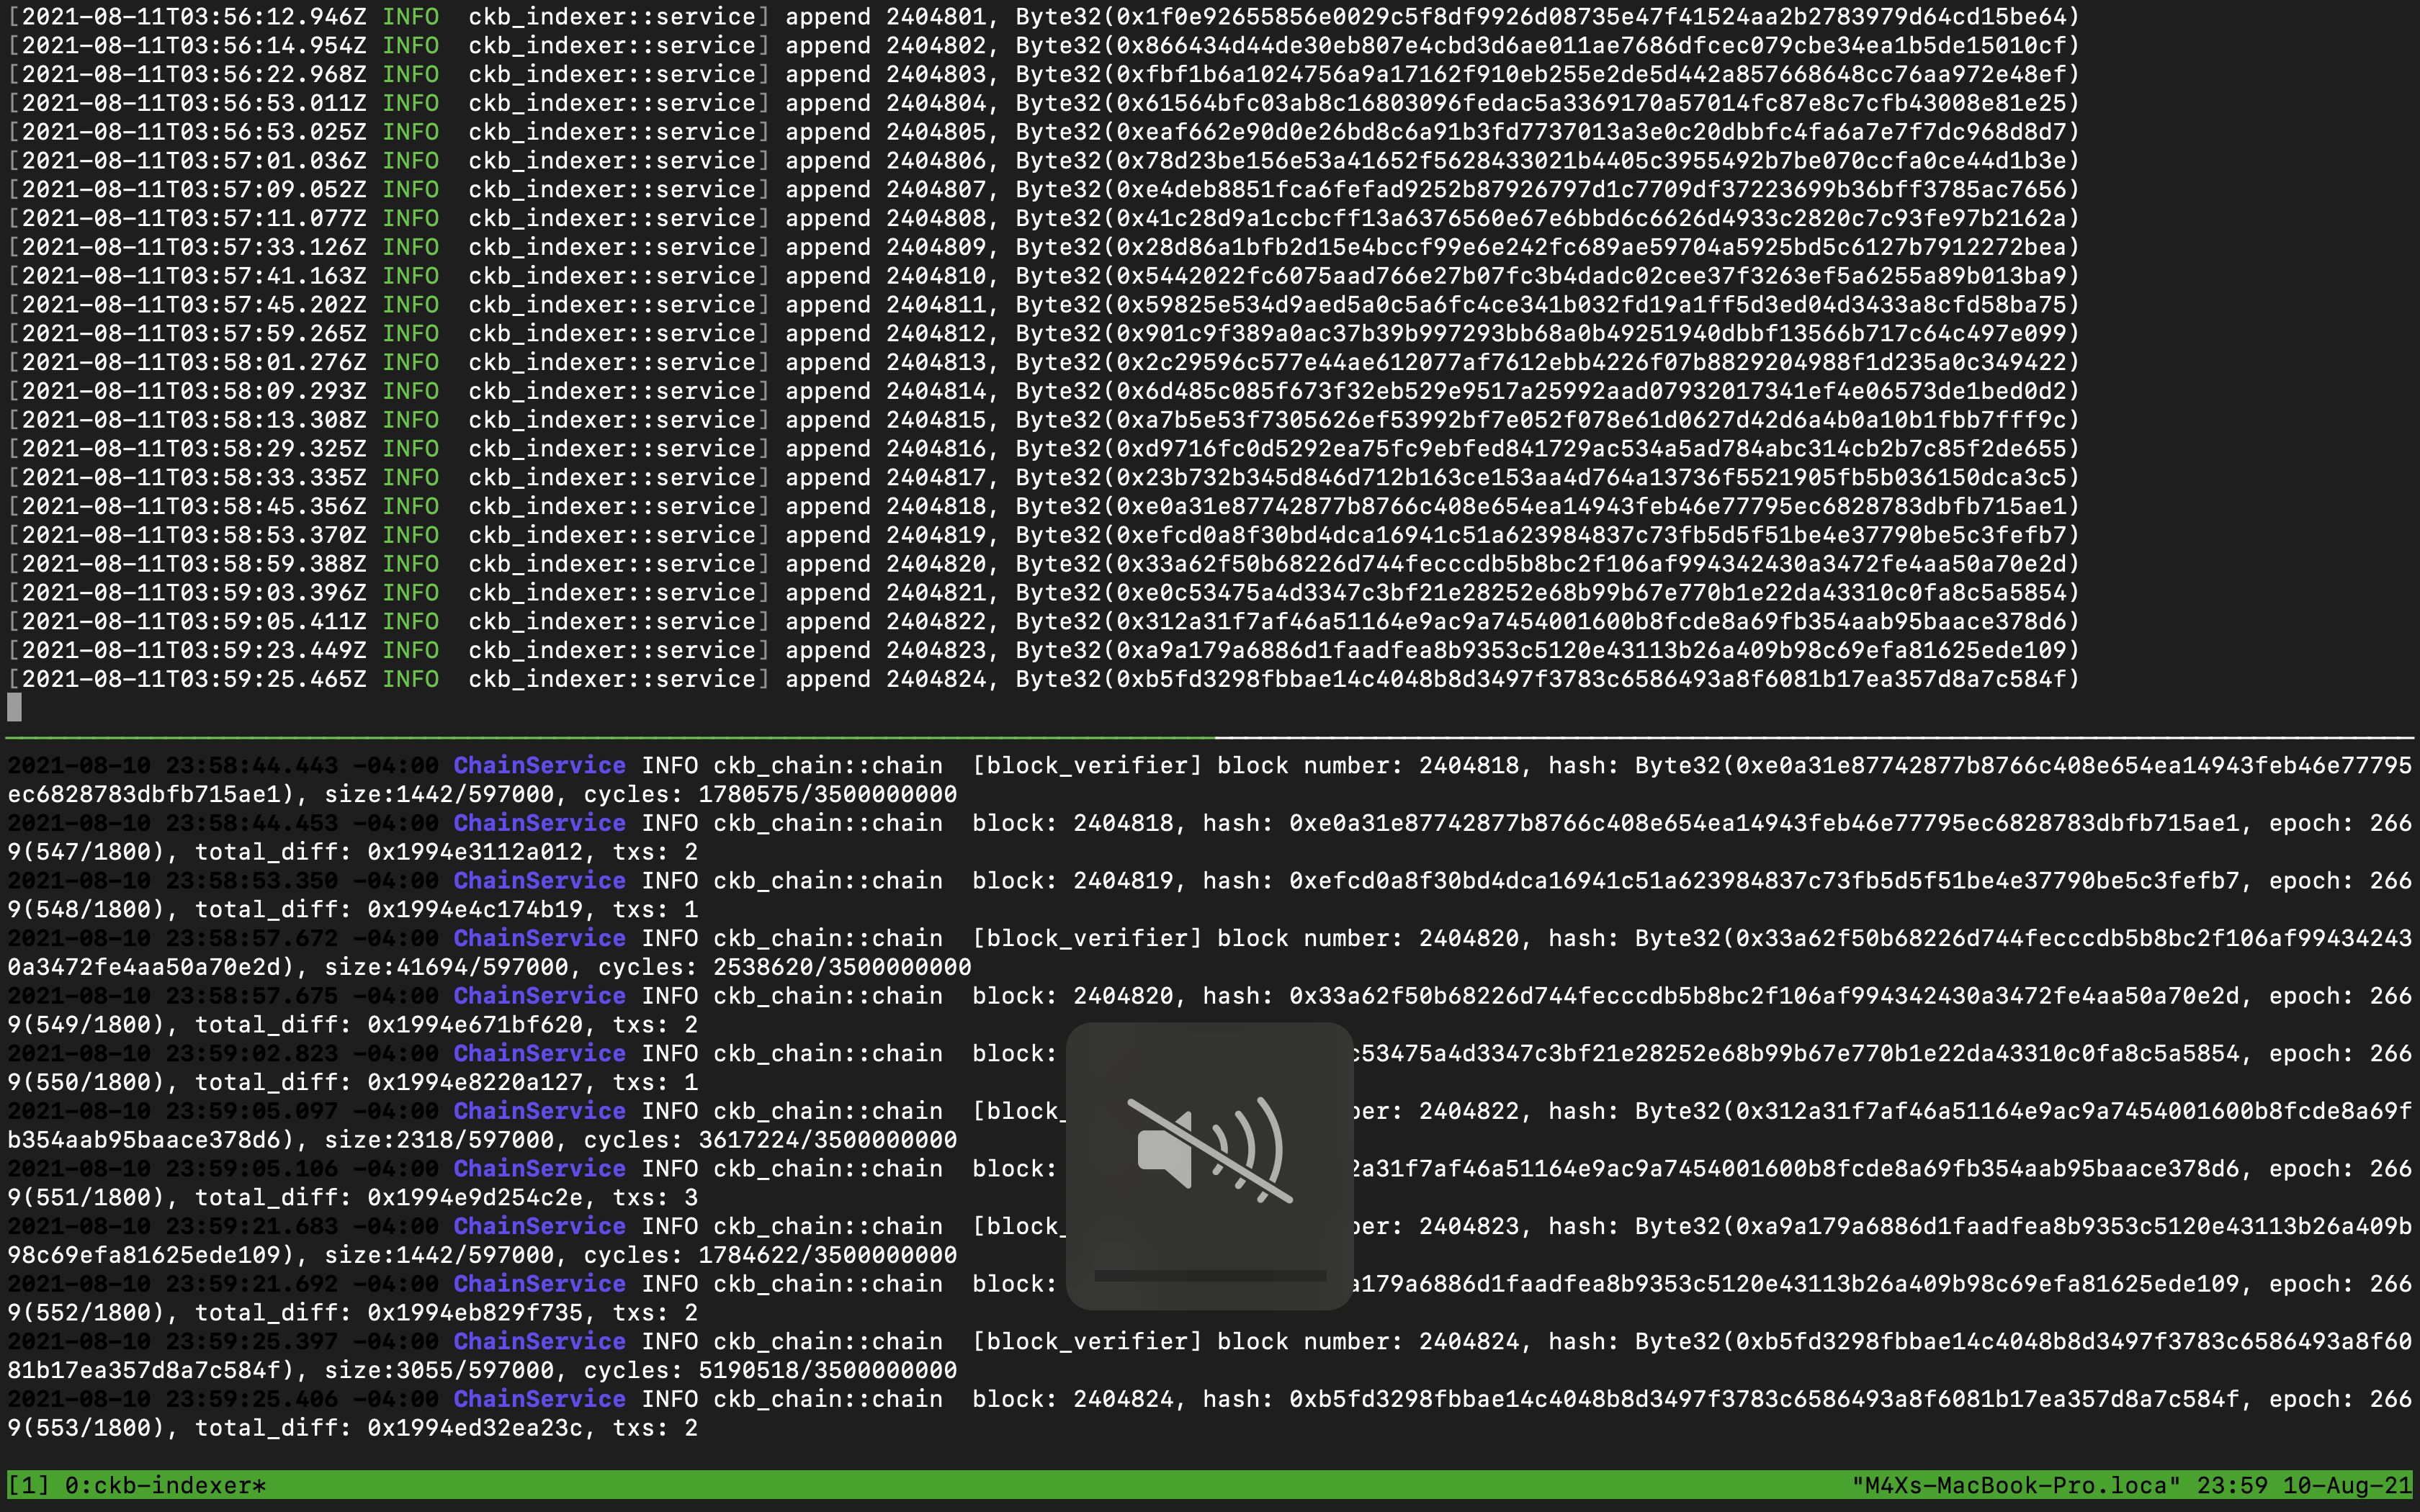 [2021-08-11T03:56:12.946Z INFO  ckb_indexer::service] append 2404801, Byte32(0x1f0e92655856e0029c5f8df9926d08735e47f41524aa2b2783979d64cd15be64)
[2021-08-11T03:56:14.954Z INFO  ckb_indexer::service] append 2404802, Byte32(0x866434d44de30eb807e4cbd3d6ae011ae7686dfcec079cbe34ea1b5de15010cf)
[2021-08-11T03:56:22.968Z INFO  ckb_indexer::service] append 2404803, Byte32(0xfbf1b6a1024756a9a17162f910eb255e2de5d442a857668648cc76aa972e48ef)
[2021-08-11T03:56:53.011Z INFO  ckb_indexer::service] append 2404804, Byte32(0x61564bfc03ab8c16803096fedac5a3369170a57014fc87e8c7cfb43008e81e25)
[2021-08-11T03:56:53.025Z INFO  ckb_indexer::service] append 2404805, Byte32(0xeaf662e90d0e26bd8c6a91b3fd7737013a3e0c20dbbfc4fa6a7e7f7dc968d8d7)
[2021-08-11T03:57:01.036Z INFO  ckb_indexer::service] append 2404806, Byte32(0x78d23be156e53a41652f5628433021b4405c3955492b7be070ccfa0ce44d1b3e)
[2021-08-11T03:57:09.052Z INFO  ckb_indexer::service] append 2404807, Byte32(0xe4deb8851fca6fefad9252b87926797d1c7709df37223699b36bff3785ac7656)
[2021-08-11T03:57:11.077Z INFO  ckb_indexer::service] append 2404808, Byte32(0x41c28d9a1ccbcff13a6376560e67e6bbd6c6626d4933c2820c7c93fe97b2162a)
[2021-08-11T03:57:33.126Z INFO  ckb_indexer::service] append 2404809, Byte32(0x28d86a1bfb2d15e4bccf99e6e242fc689ae59704a5925bd5c6127b7912272bea)
[2021-08-11T03:57:41.163Z INFO  ckb_indexer::service] append 2404810, Byte32(0x5442022fc6075aad766e27b07fc3b4dadc02cee37f3263ef5a6255a89b013ba9)
[2021-08-11T03:57:45.202Z INFO  ckb_indexer::service] append 2404811, Byte32(0x59825e534d9aed5a0c5a6fc4ce341b032fd19a1ff5d3ed04d3433a8cfd58ba75)
[2021-08-11T03:57:59.265Z INFO  ckb_indexer::service] append 2404812, Byte32(0x901c9f389a0ac37b39b997293bb68a0b49251940dbbf13566b717c64c497e099)
[2021-08-11T03:58:01.276Z INFO  ckb_indexer::service] append 2404813, Byte32(0x2c29596c577e44ae612077af7612ebb4226f07b8829204988f1d235a0c349422)
[2021-08-11T03:58:09.293Z INFO  ckb_indexer::service] append 2404814, Byte32(0x6d485c085f673f32eb529e9517a25992aad07932017341ef4e06573de1bed0d2)
[2021-08-11T03:58:13.308Z INFO  ckb_indexer::service] append 2404815, Byte32(0xa7b5e53f7305626ef53992bf7e052f078e61d0627d42d6a4b0a10b1fbb7fff9c)
[2021-08-11T03:58:29.325Z INFO  ckb_indexer::service] append 2404816, Byte32(0xd9716fc0d5292ea75fc9ebfed841729ac534a5ad784abc314cb2b7c85f2de655)
[2021-08-11T03:58:33.335Z INFO  ckb_indexer::service] append 2404817, Byte32(0x23b732b345d846d712b163ce153aa4d764a13736f5521905fb5b036150dca3c5)
[2021-08-11T03:58:45.356Z INFO  ckb_indexer::service] append 2404818, Byte32(0xe0a31e87742877b8766c408e654ea14943feb46e77795ec6828783dbfb715ae1)
[2021-08-11T03:58:53.370Z INFO  ckb_indexer::service] append 2404819, Byte32(0xefcd0a8f30bd4dca16941c51a623984837c73fb5d5f51be4e37790be5c3fefb7)
[2021-08-11T03:58:59.388Z INFO  ckb_indexer::service] append 2404820, Byte32(0x33a62f50b68226d744fecccdb5b8bc2f106af994342430a3472fe4aa50a70e2d)
[2021-08-11T03:59:03.396Z INFO  ckb_indexer::service] append 2404821, Byte32(0xe0c53475a4d3347c3bf21e28252e68b99b67e770b1e22da43310c0fa8c5a5854)
[2021-08-11T03:59:05.411Z INFO  ckb_indexer::service] append 2404822, Byte32(0x312a31f7af46a51164e9ac9a7454001600b8fcde8a69fb354aab95baace378d6)
[2021-08-11T03:59:23.449Z INFO  ckb_indexer::service] append 2404823, Byte32(0xa9a179a6886d1faadfea8b9353c5120e43113b26a409b98c69efa81625ede109)
[2021-08-11T03:59:25.465Z INFO  ckb_indexer::service] append 2404824, Byte32(0xb5fd3298fbbae14c4048b8d3497f3783c6586493a8f6081b17ea357d8a7c584f)
2021-08-10 23:58:44.443 -04:00 ChainService INFO ckb_chain::chain  [block_verifier] block number: 2404818, hash: Byte32(0xe0a31e87742877b8766c408e654ea14943feb46e77795
ec6828783dbfb715ae1), size:1442/597000, cycles: 1780575/3500000000
2021-08-10 23:58:44.453 -04:00 ChainService INFO ckb_chain::chain  block: 2404818, hash: 0xe0a31e87742877b8766c408e654ea14943feb46e77795ec6828783dbfb715ae1, epoch: 266
9(547/1800), total_diff: 0x1994e3112a012, txs: 2
2021-08-10 23:58:53.350 -04:00 ChainService INFO ckb_chain::chain  block: 2404819, hash: 0xefcd0a8f30bd4dca16941c51a623984837c73fb5d5f51be4e37790be5c3fefb7, epoch: 266
9(548/1800), total_diff: 0x1994e4c174b19, txs: 1
2021-08-10 23:58:57.672 -04:00 ChainService INFO ckb_chain::chain  [block_verifier] block number: 2404820, hash: Byte32(0x33a62f50b68226d744fecccdb5b8bc2f106af99434243
0a3472fe4aa50a70e2d), size:41694/597000, cycles: 2538620/3500000000
2021-08-10 23:58:57.675 -04:00 ChainService INFO ckb_chain::chain  block: 2404820, hash: 0x33a62f50b68226d744fecccdb5b8bc2f106af994342430a3472fe4aa50a70e2d, epoch: 266
9(549/1800), total_diff: 0x1994e671bf620, txs: 2
2021-08-10 23:59:02.823 -04:00 ChainService INFO ckb_chain::chain  block: c53475a4d3347c3bf21e28252e68b99b67e770b1e22da43310c0fa8c5a5854, epoch: 266
9(550/1800), total_diff: 0x1994e8220a127, txs: 1
2021-08-10 23:59:05.097 -04:00 ChainService INFO ckb_chain::chain  [block_ ber: 2404822, hash: Byte32(0x312a31f7af46a51164e9ac9a7454001600b8fcde8a69f
b354aab95baace378d6), size:2318/597000, cycles: 3617224/3500000000
2021-08-10 23:59:05.106 -04:00 ChainService INFO ckb_chain::chain  block: 2a31f7af46a51164e9ac9a7454001600b8fcde8a69fb354aab95baace378d6, epoch: 266
9(551/1800), total_diff: 0x1994e9d254c2e, txs: 3
2021-08-10 23:59:21.683 -04:00 ChainService INFO ckb_chain::chain  [block_ ber: 2404823, hash: Byte32(0xa9a179a6886d1faadfea8b9353c5120e43113b26a409b
98c69efa81625ede109), size:1442/597000, cycles: 1784622/3500000000
2021-08-10 23:59:21.692 -04:00 ChainService INFO ckb_chain::chain  block: a179a6886d1faadfea8b9353c5120e43113b26a409b98c69efa81625ede109, epoch: 266
9(552/1800), total_diff: 0x1994eb829f735, txs: 2
2021-08-10 23:59:25.397 -04:00 ChainService INFO ckb_chain::chain  [block_verifier] block number: 2404824, hash: Byte32(0xb5fd3298fbbae14c4048b8d3497f3783c6586493a8f60
81b17ea357d8a7c584f), size:3055/597000, cycles: 5190518/3500000000
2021-08-10 23:59:25.406 -04:00 ChainService INFO ckb_chain::chain  block: 2404824, hash: 0xb5fd3298fbbae14c4048b8d3497f3783c6586493a8f6081b17ea357d8a7c584f, epoch: 266
9(553/1800), total_diff: 0x1994ed32ea23c, txs: 2
[1] 0:ckb-indexer* "M4Xs-MacBook-Pro.loca" 23:59 10-Aug-21